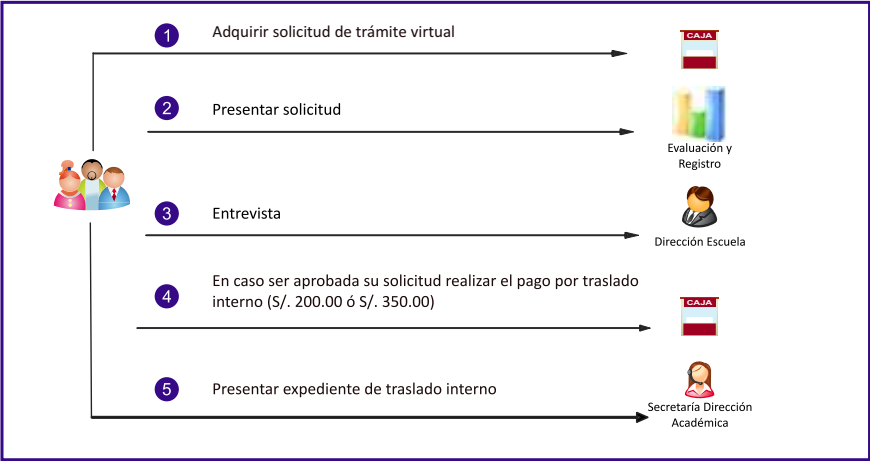 1
Adquirir solicitud de trámite virtual
CAJA
2
Presentar solicitud
Evaluación y
Registro
3
Entrevista
Dirección Escuela
4
En caso ser aprobada su solicitud realizar el pago por traslado
interno (S/. 200.00 ó S/. 350.00)
CAJA
5
Presentar expediente de traslado interno
Secretaría Dirección
Académica